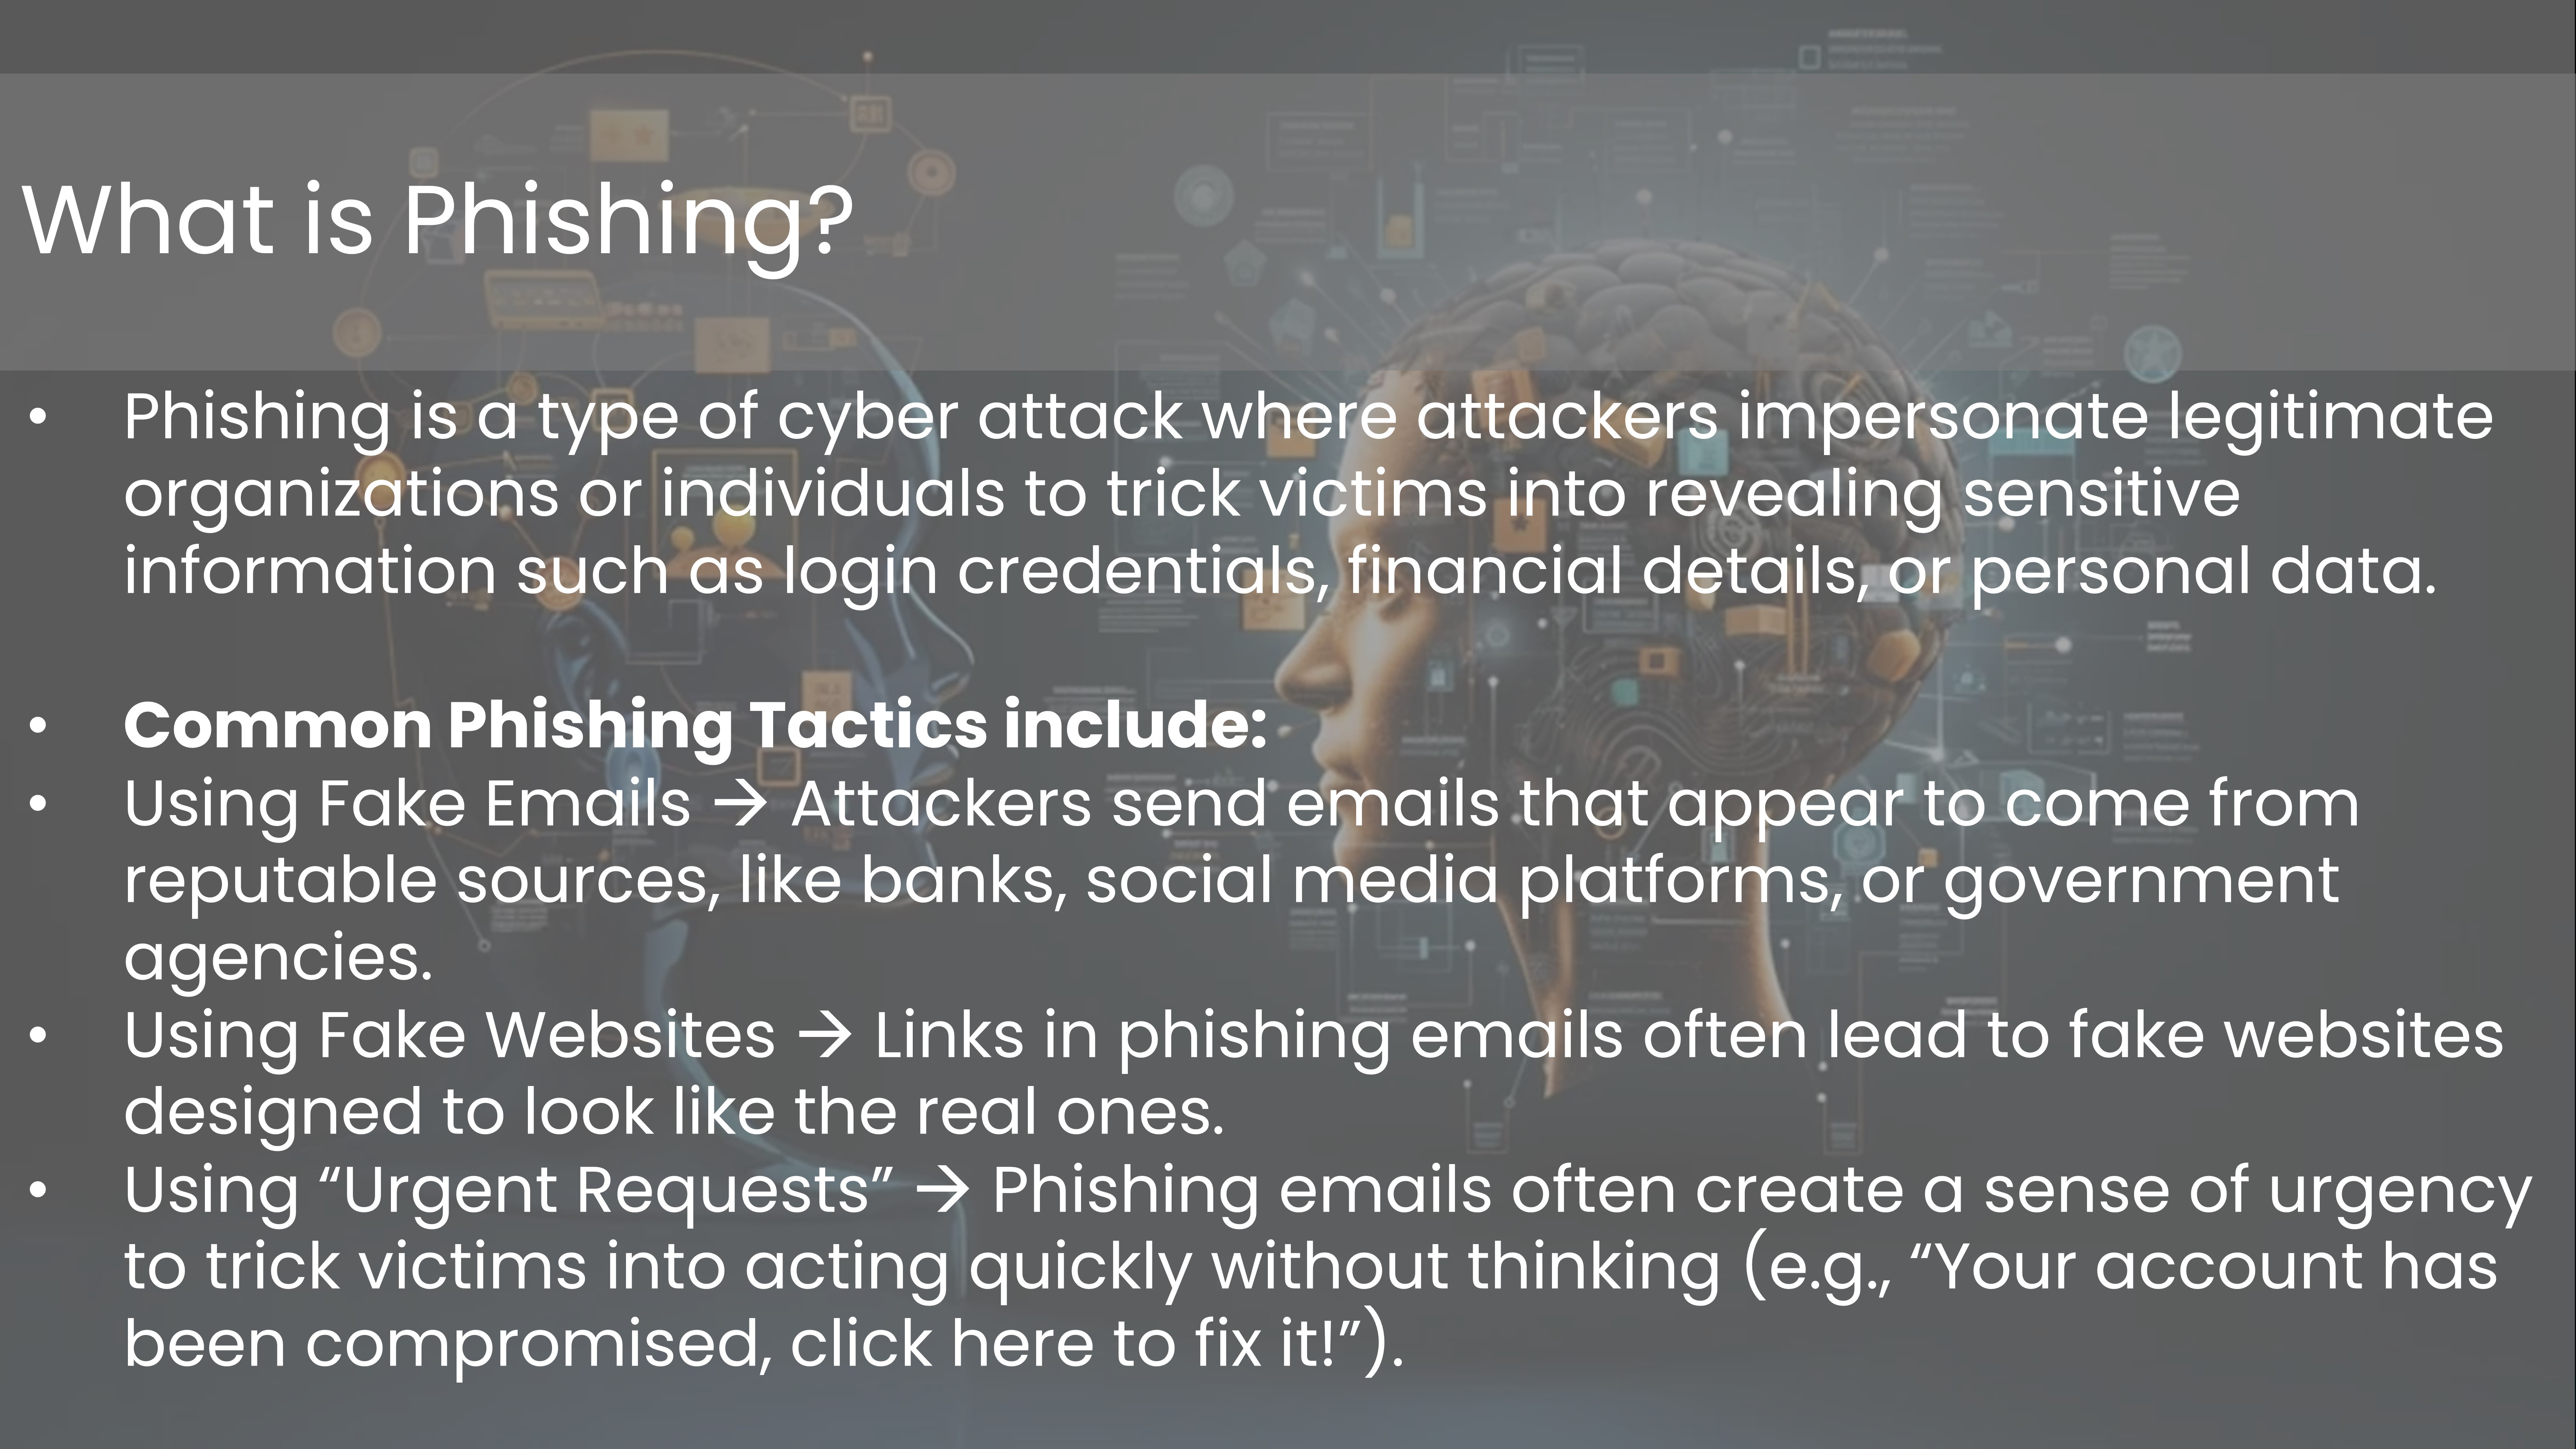 What is Phishing?
• Phishing is a type of cyber attack where attackers impersonate legitimate
organizations or individuals to trick victims into revealing sensitive
information such as login credentials, financial details, or personal data.
• Common Phishing Tactics include:
• Using Fake Emails → Attackers send emails that appear to come from
reputable sources, like banks, social media platforms, or government
agencies.
• Using Fake Websites → Links in phishing emails often lead to fake websites
designed to look like the real ones.
• Using “Urgent Requests” → Phishing emails often create a sense of urgency
to trick victims into acting quickly without thinking (e.g., “Your account has
been compromised, click here to fix it!”).